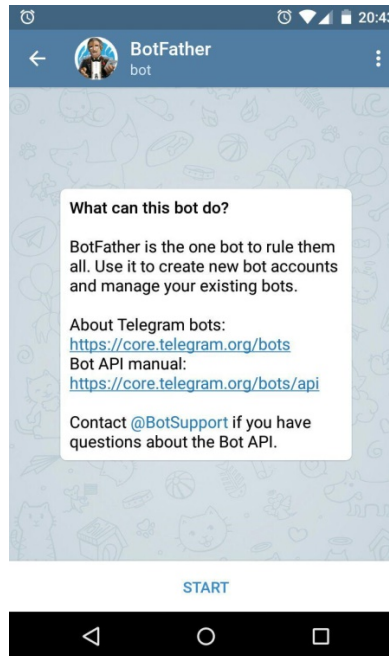 20:43
BotFather
bot
What can this bot do?
BotFather is the one bot to rule them
all. Use it to create new bot accounts
and manage your existing bots.
About Telegram bots:
https://core.telegram.org/bots
Bot API manual:
https://core.telegram.org/bots/api
Contact @BotSupport if you have
questions about the Bot API.
START